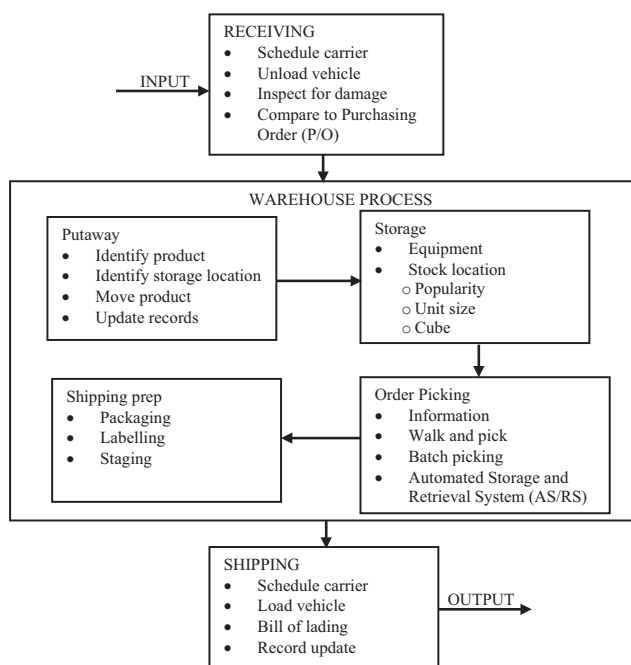 RECEIVING
• Schedule carrier
• Unload vehicle
• Inspect for damage
• Compare to Purchasing
Order (P/O)
INPUT
WAREHOUSE PROCESS
Putaway
• Identify product
• Identify storage location
• Move product
• Update records
Storage
• Equipment
• Stock location
o Popularity
o Unit size
o Cube
Order Picking
• Information
• Walk and pick
• Batch picking
• Automated Storage and
Retrieval System (AS/RS)
Shipping prep
• Packaging
• Labelling
• Staging
SHIPPING
• Schedule carrier
• Load vehicle
• Bill of lading
• Record update
OUTPUT